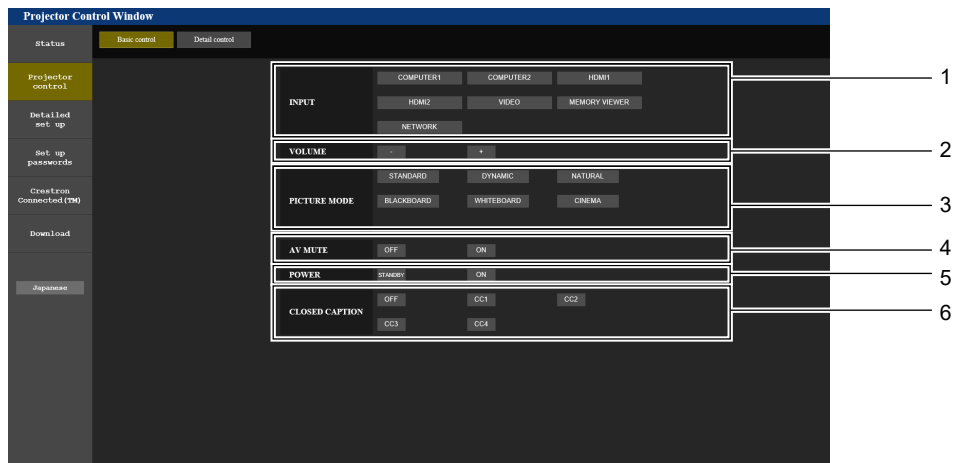 Projector Control Window
Status
Basic control
Detail control
Projector
control
Detailed
set up
Set up
passwords
Crestron
Connected(TM)
Download
Japanese
INPUT
COMPUTER1 COMPUTER2 HDMI1
HDMI2 VIDEO MEMORY VIEWER
NETWORK
1
VOLUME
- +
2
PICTURE MODE
STANDARD DYNAMIC NATURAL
BLACKBOARD WHITEBOARD CINEMA
3
AV MUTE
OFF ON
4
POWER
STANDBY ON
5
CLOSED CAPTION
OFF CC1 CC2
CC3 CC4
6